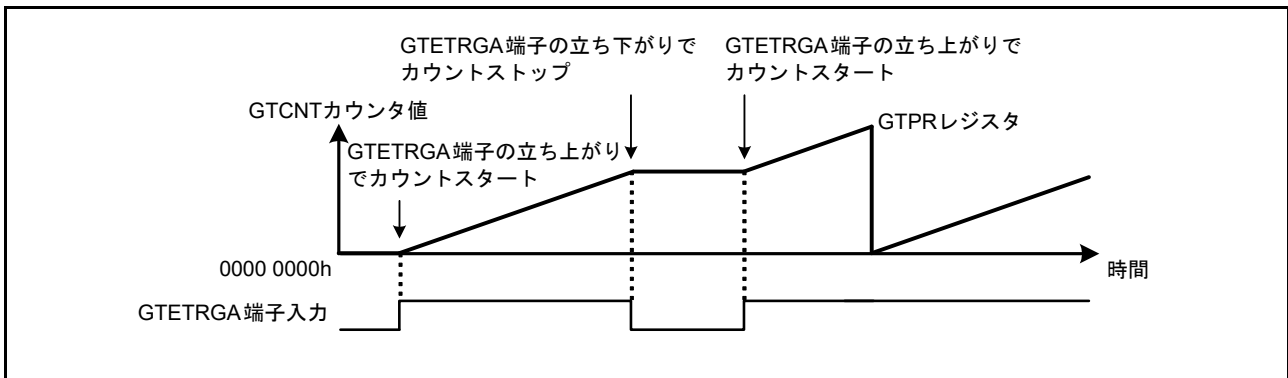 GTETRGA端子の立ち下がりで
カウントストップ
GTETRGA端子の立ち上がりで
カウントスタート
GTCNTカウンタ値
GTETRGA端子の立ち上がり
でカウントスタート
GTPRレジスタ
0000 0000h
時間
GTETRGA端子入力